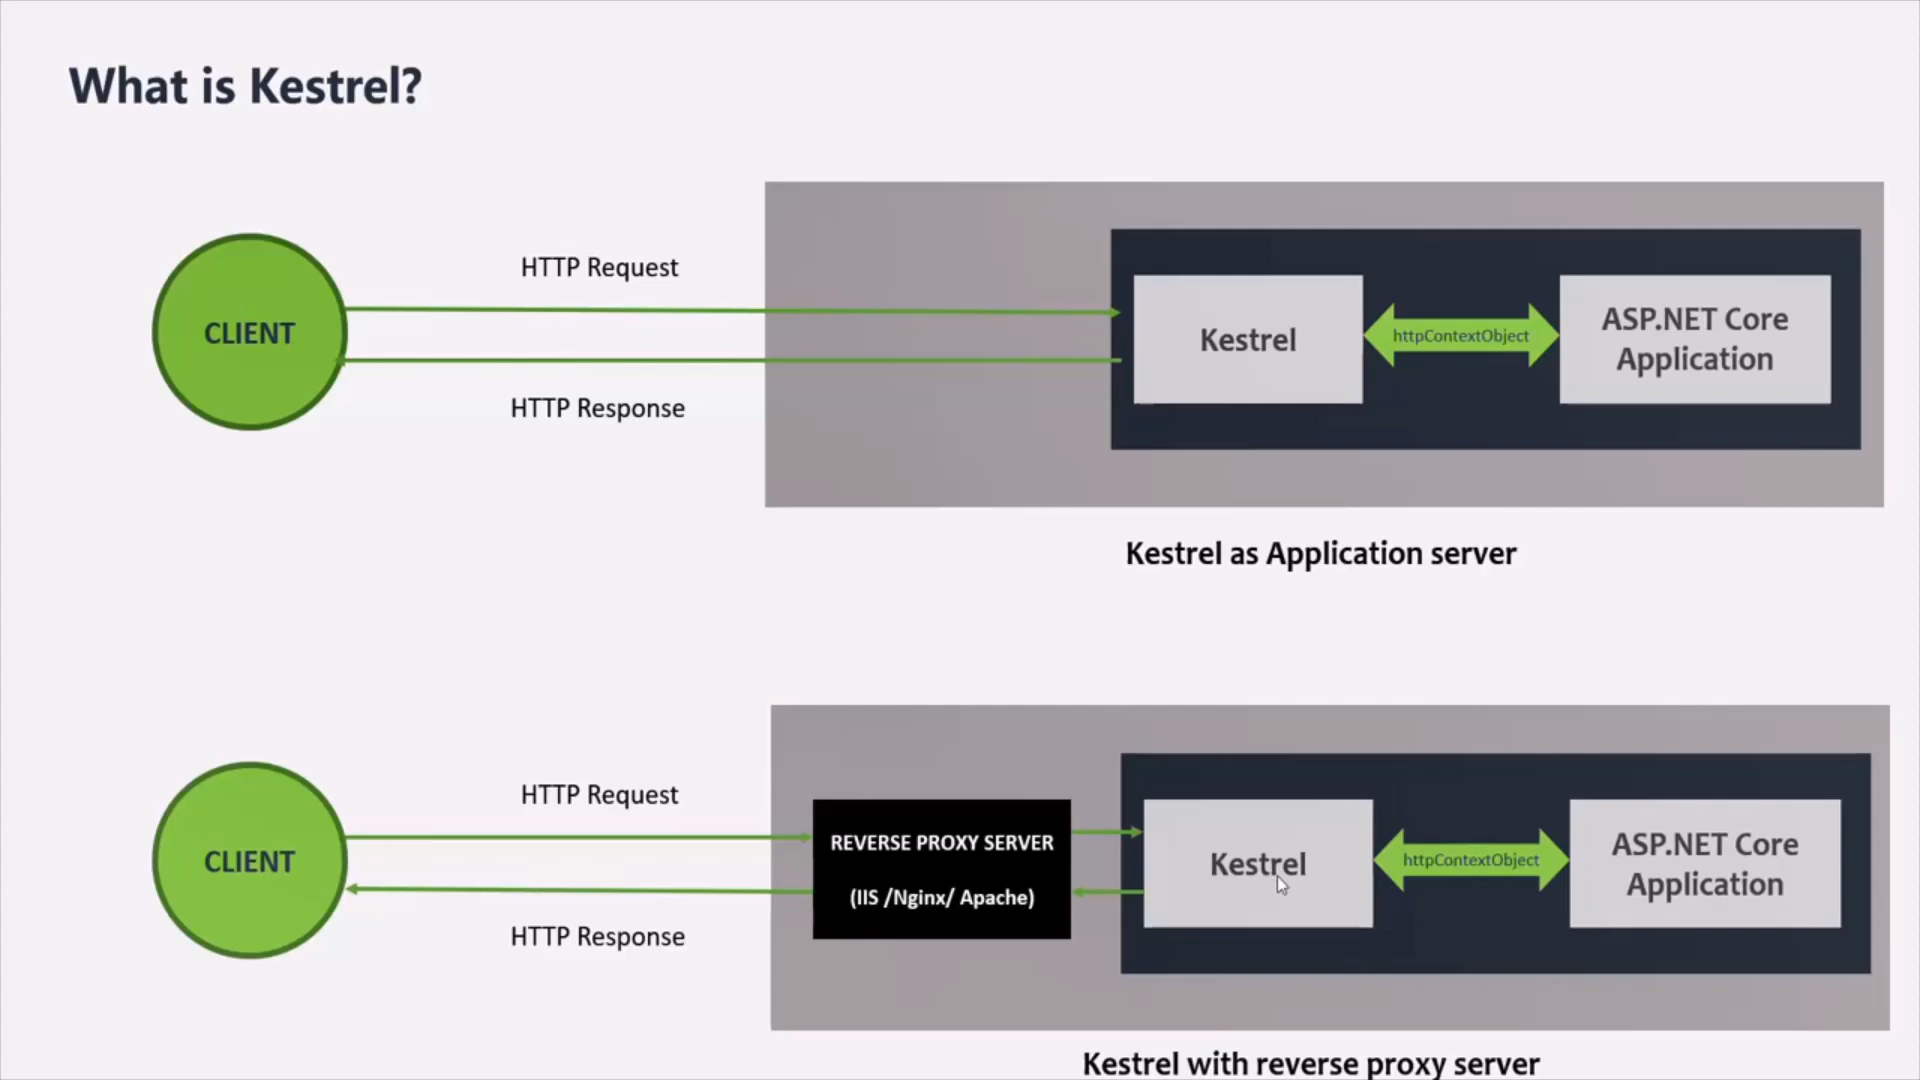 What is Kestrel?
HTTP Request
CLIENT
Kestrel
httpContextObject
ASP.NET Core
Application
HTTP Response
Kestrel as Application server
HTTP Request
CLIENT
REVERSE PROXY SERVER
(IIS /Nginx/ Apache)
Kestrel
httpContextObject
ASP.NET Core
Application
HTTP Response
Kestrel with reverse proxy server